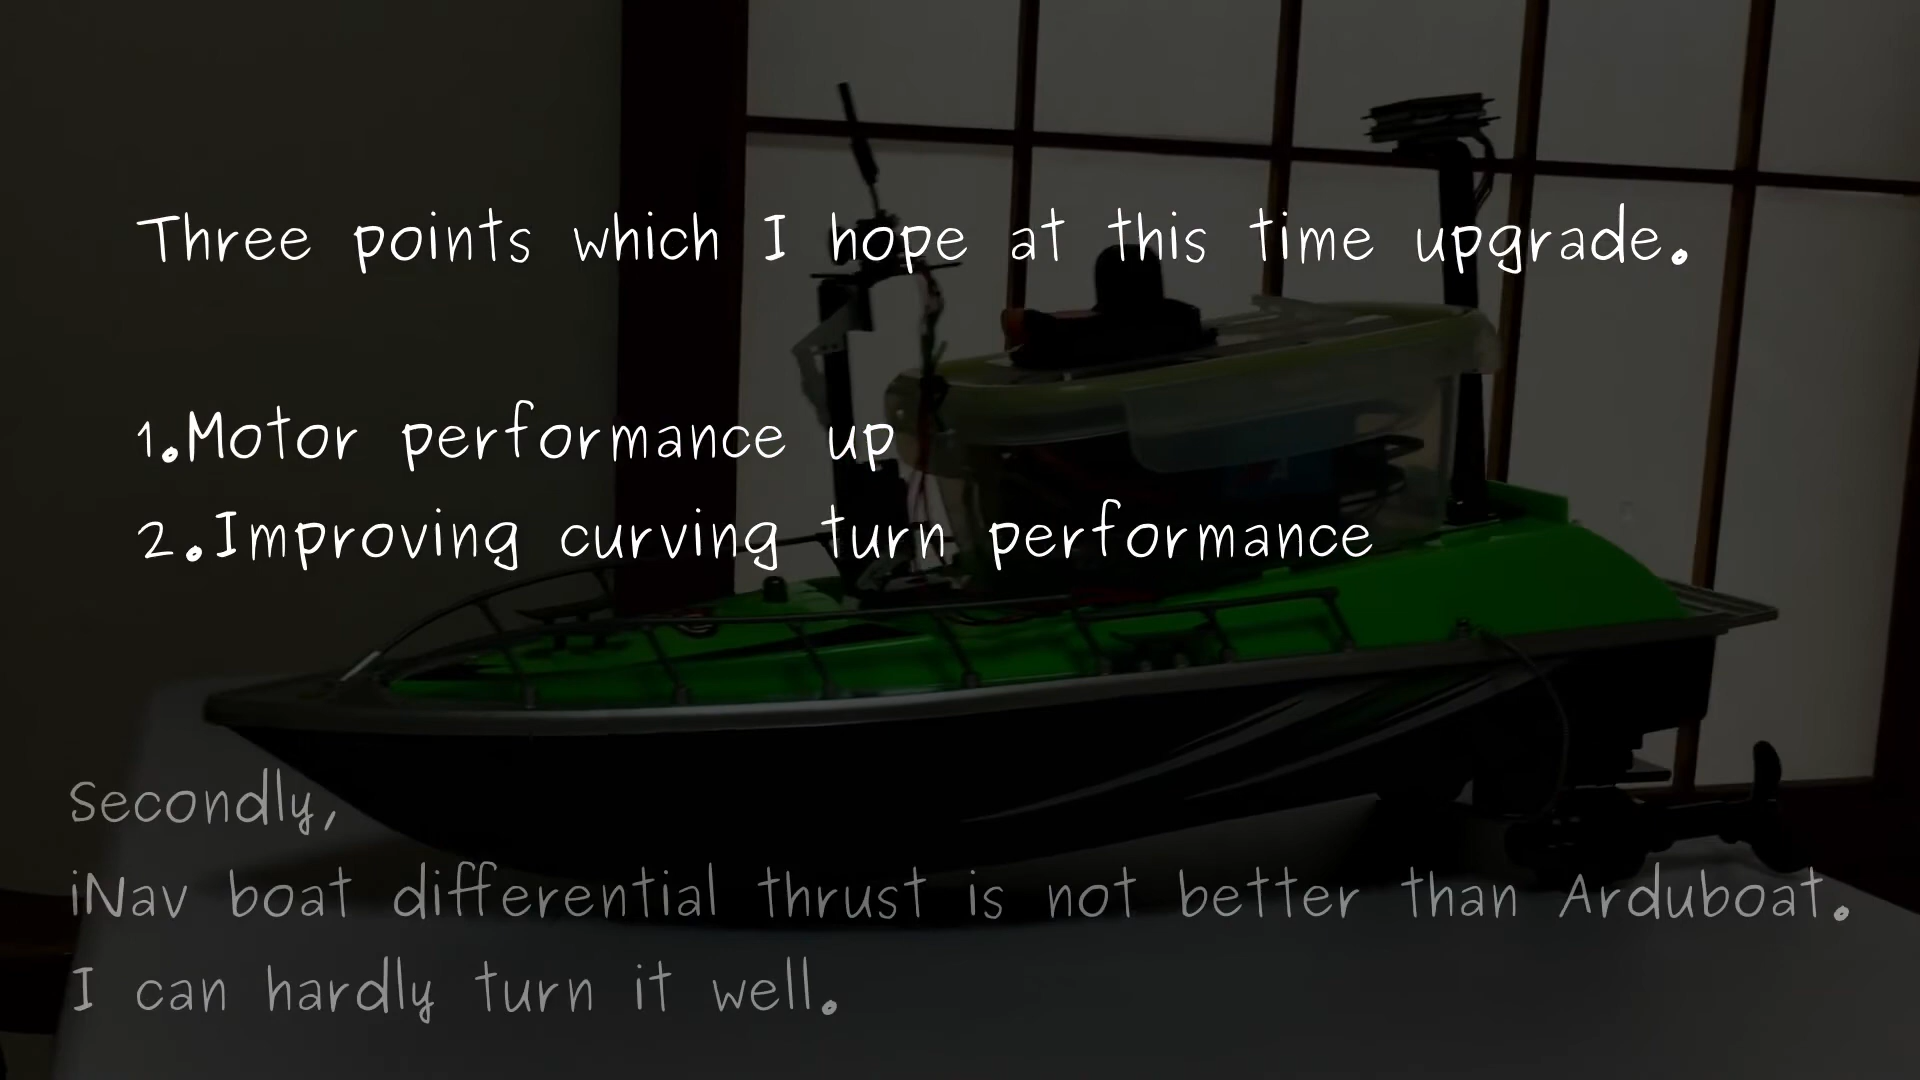 Three points which I hope at this time upgrade.
1.Motor performance up
2.Improving curving turn performance
Secondly,
iNav boat differential thrust is not better than Arduboat.
I can hardly turn it well.